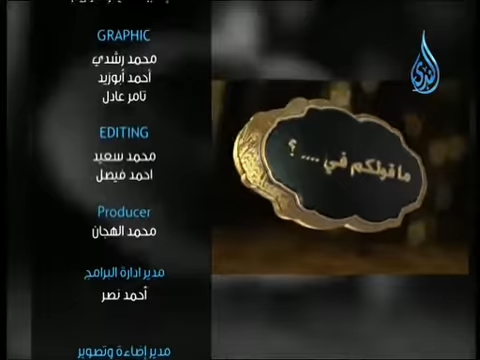 GRAPHIC
محمد رشدي
أحمد أبوزيد
تامر عادل
EDITING
محمد سعيد
احمد فيصل
Producer
محمد الهجان
مدير ادارة البرامج
أحمد نصر
مدير إضاءة وتصوير
ما قولكم في .... ؟
الندى